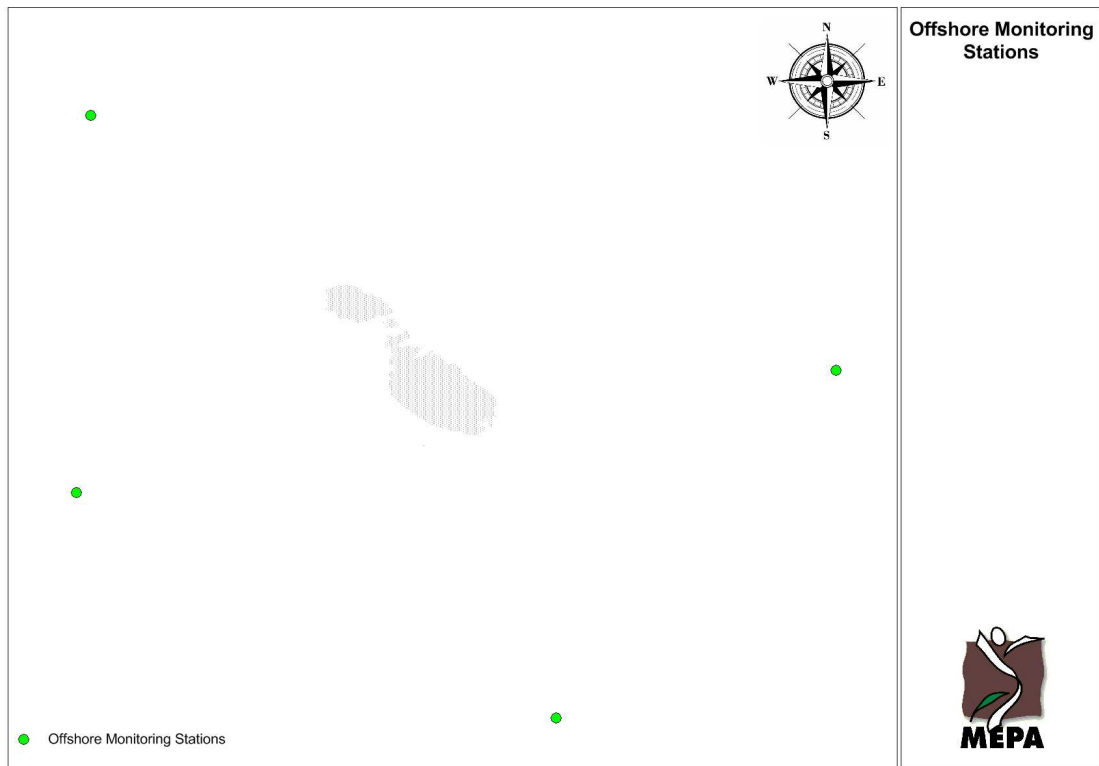 Offshore Monitoring
Stations
N
W
E
S
Offshore Monitoring Stations
MEPA